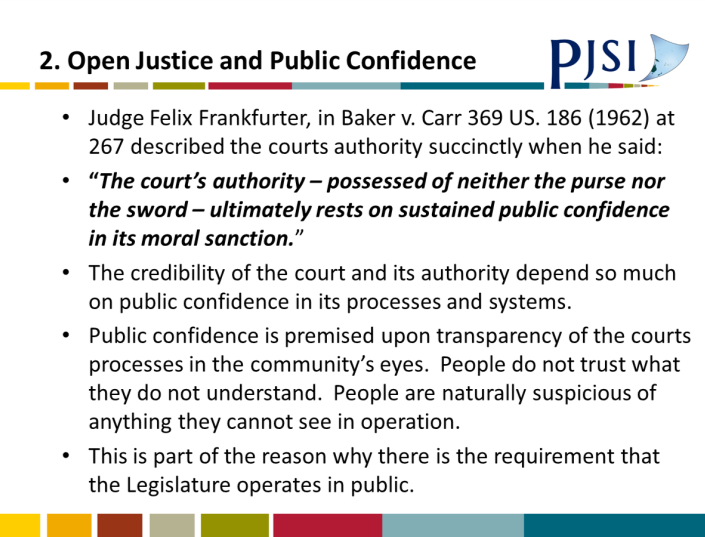 2. Open Justice and Public Confidence
PJSI
• Judge Felix Frankfurter, in Baker v. Carr 369 US. 186 (1962) at
267 described the courts authority succinctly when he said:
• “The court’s authority – possessed of neither the purse nor
the sword – ultimately rests on sustained public confidence
in its moral sanction.”
• The credibility of the court and its authority depend so much
on public confidence in its processes and systems.
• Public confidence is premised upon transparency of the courts
processes in the community’s eyes.  People do not trust what
they do not understand.  People are naturally suspicious of
anything they cannot see in operation.
• This is part of the reason why there is the requirement that
the Legislature operates in public.